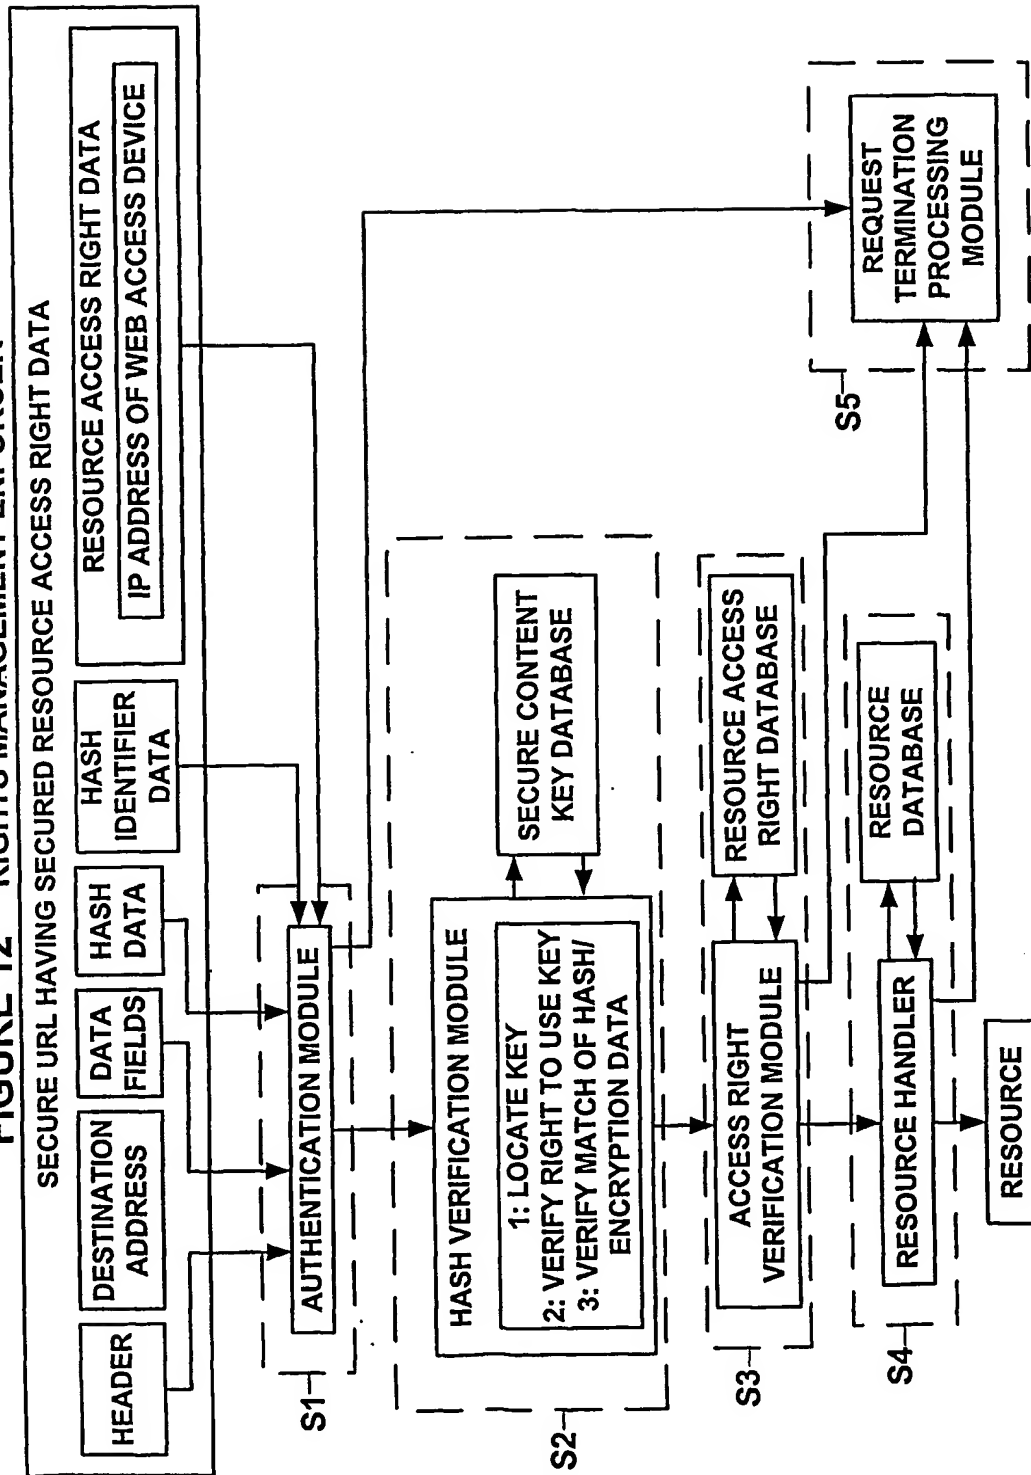 FIGURE 12 - RIGHTS MANAGEMENT ENFORCER
SECURE URL HAVING SECURED RESOURCE ACCESS RIGHT DATA
HEADER
DESTINATION
ADDRESS
DATA
FIELDS
HASH
DATA
HASH
IDENTIFIER
DATA
RESOURCE ACCESS RIGHT DATA
IP ADDRESS OF WEB ACCESS DEVICE
S1
AUTHENTICATION MODULE
S2
HASH VERIFICATION MODULE
1: LOCATE KEY
2: VERIFY RIGHT TO USE KEY
3: VERIFY MATCH OF HASH/
ENCRYPTION DATA
SECURE CONTENT
KEY DATABASE
S3
ACCESS RIGHT
VERIFICATION MODULE
RESOURCE ACCESS
RIGHT DATABASE
S4
RESOURCE HANDLER
RESOURCE
DATABASE
S5
REQUEST
TERMINATION
PROCESSING
MODULE
RESOURCE